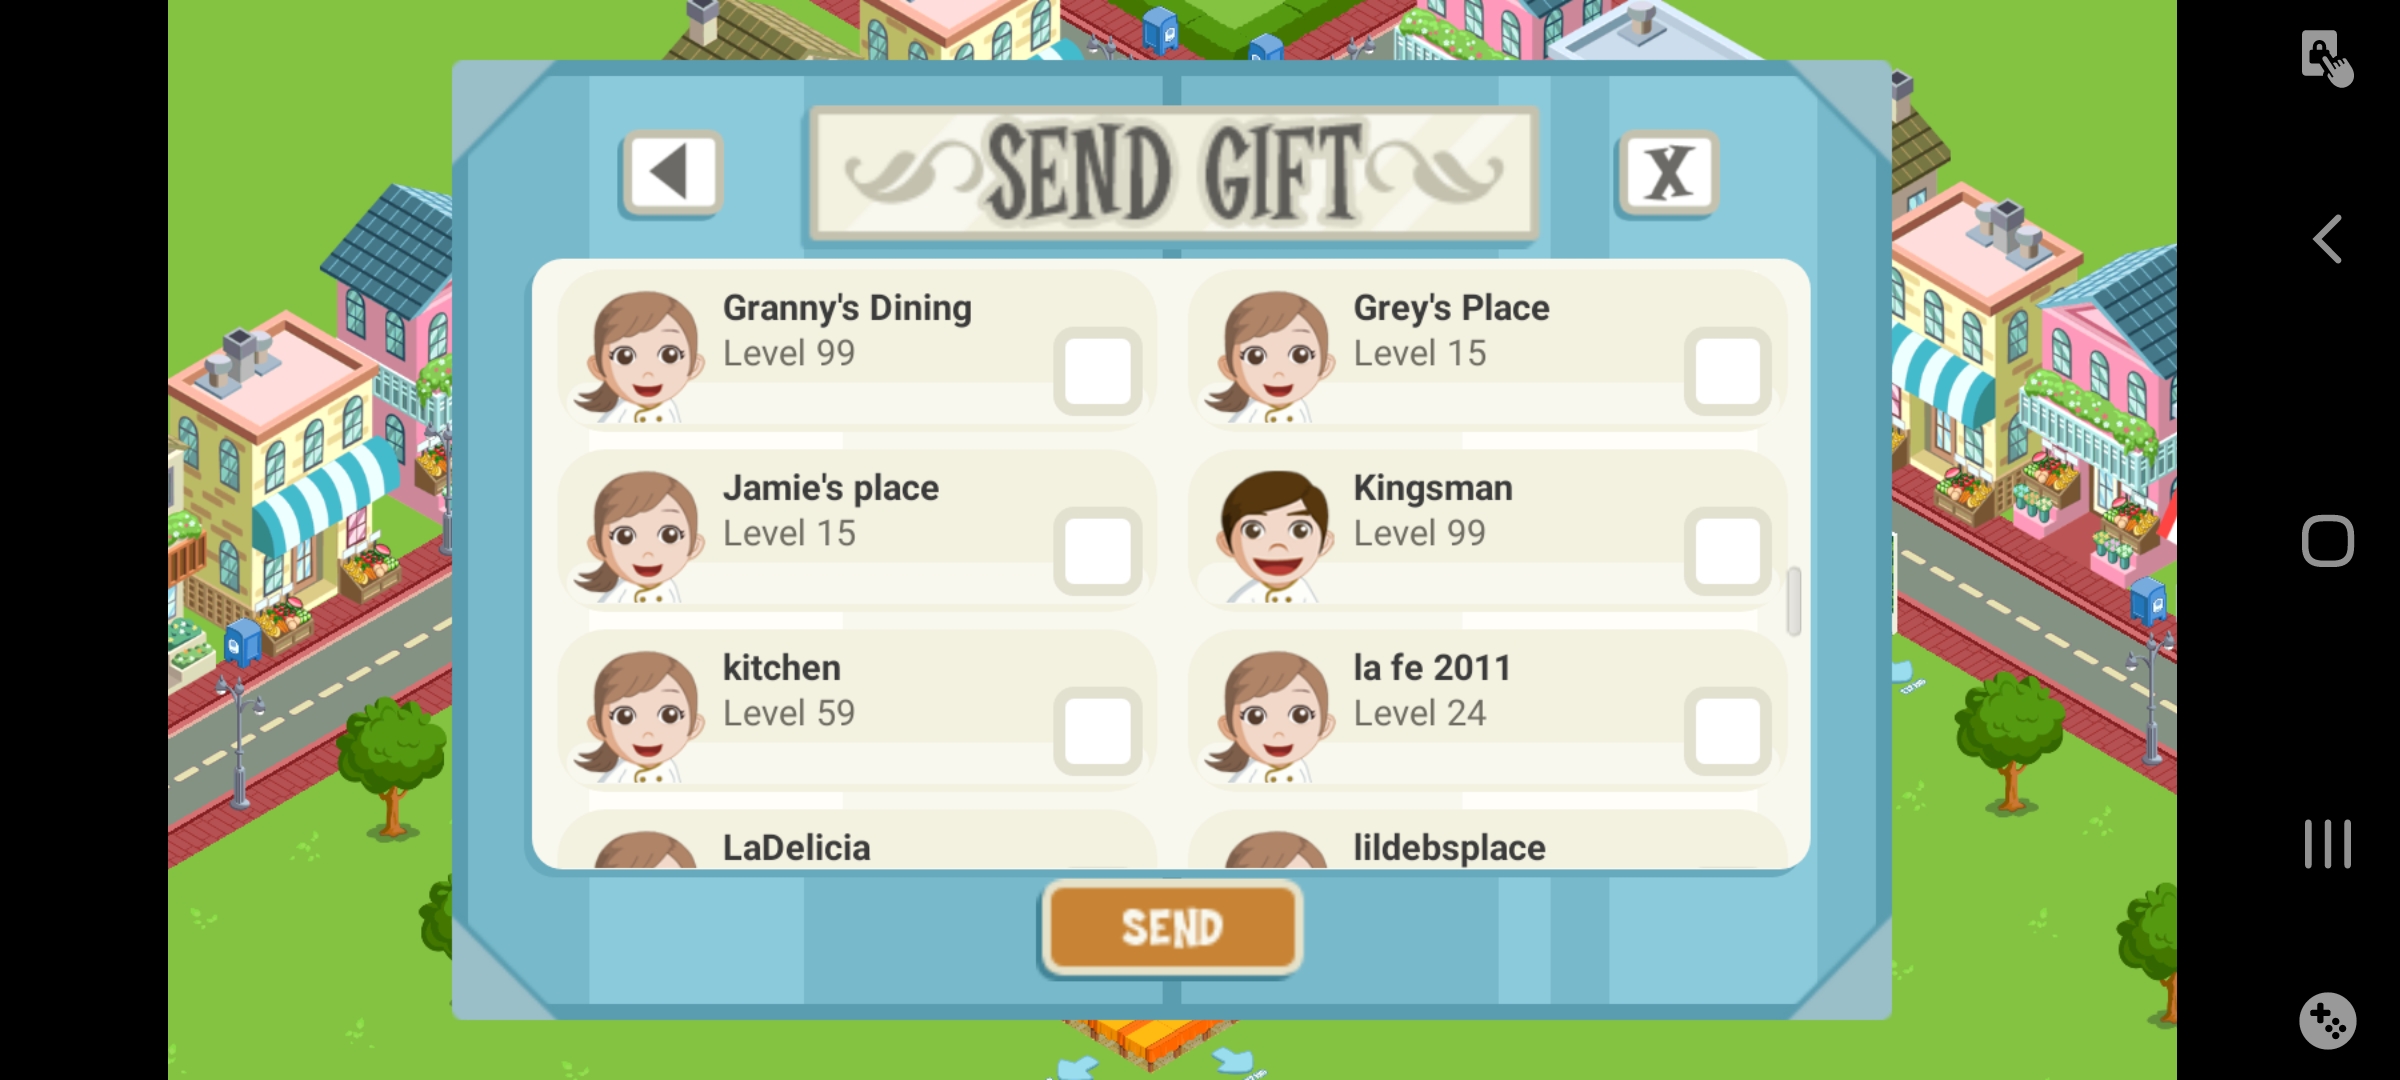 SEND GIFT
X
Granny's Dining
Level 99
Grey's Place
Level 15
Jamie's place
Level 15
Kingsman
Level 99
kitchen
Level 59
la fe 2011
Level 24
LaDelicia
lildebsplace
SEND